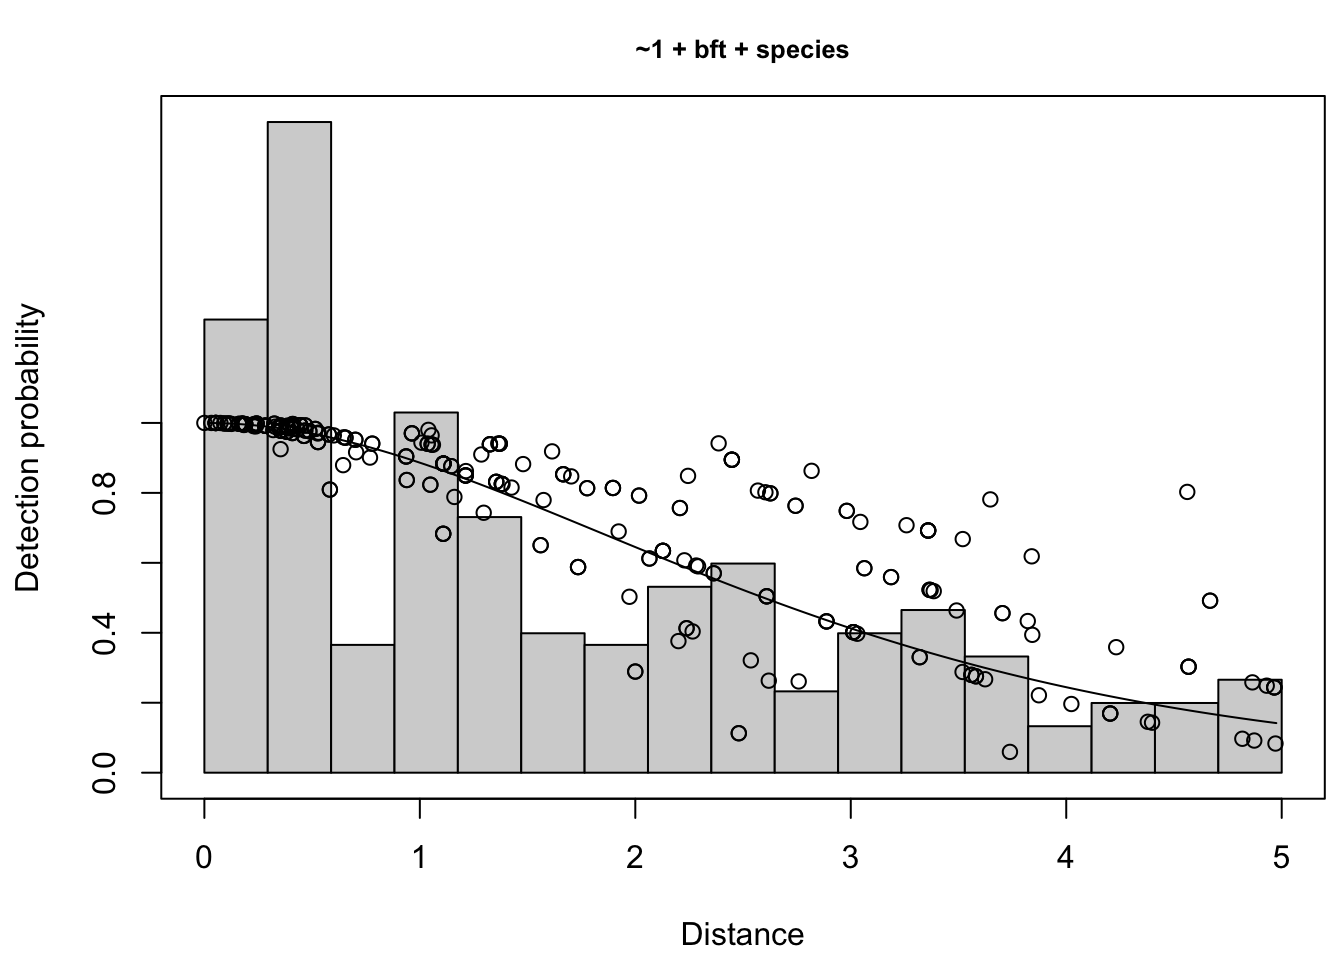 ~1 + bft + species
Detection probability
0.8
0.4
0.0
0 1 2 3 4 5
Distance